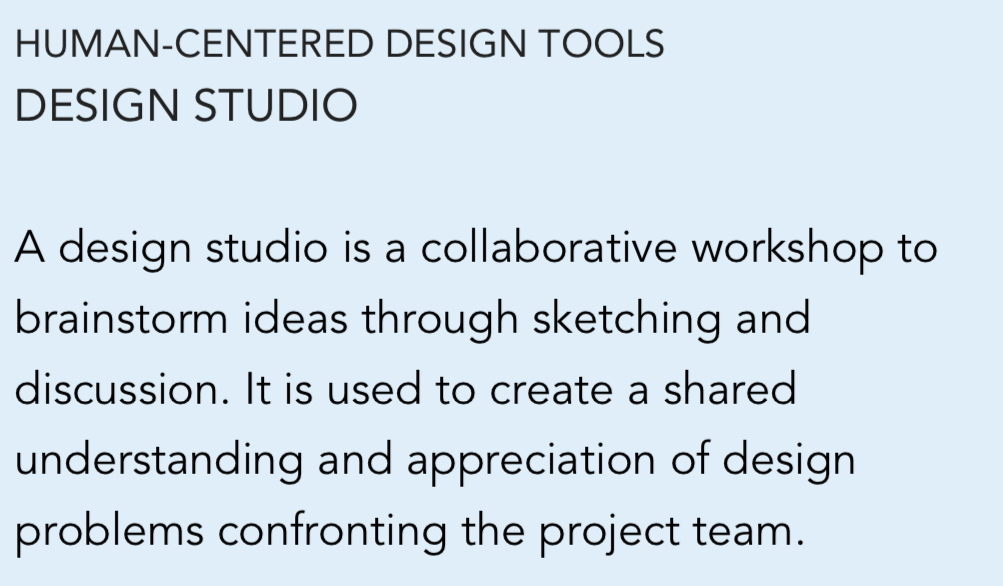 HUMAN-CENTERED DESIGN TOOLS
DESIGN STUDIO
A design studio is a collaborative workshop to
brainstorm ideas through sketching and
discussion. It is used to create a shared
understanding and appreciation of design
problems confronting the project team.